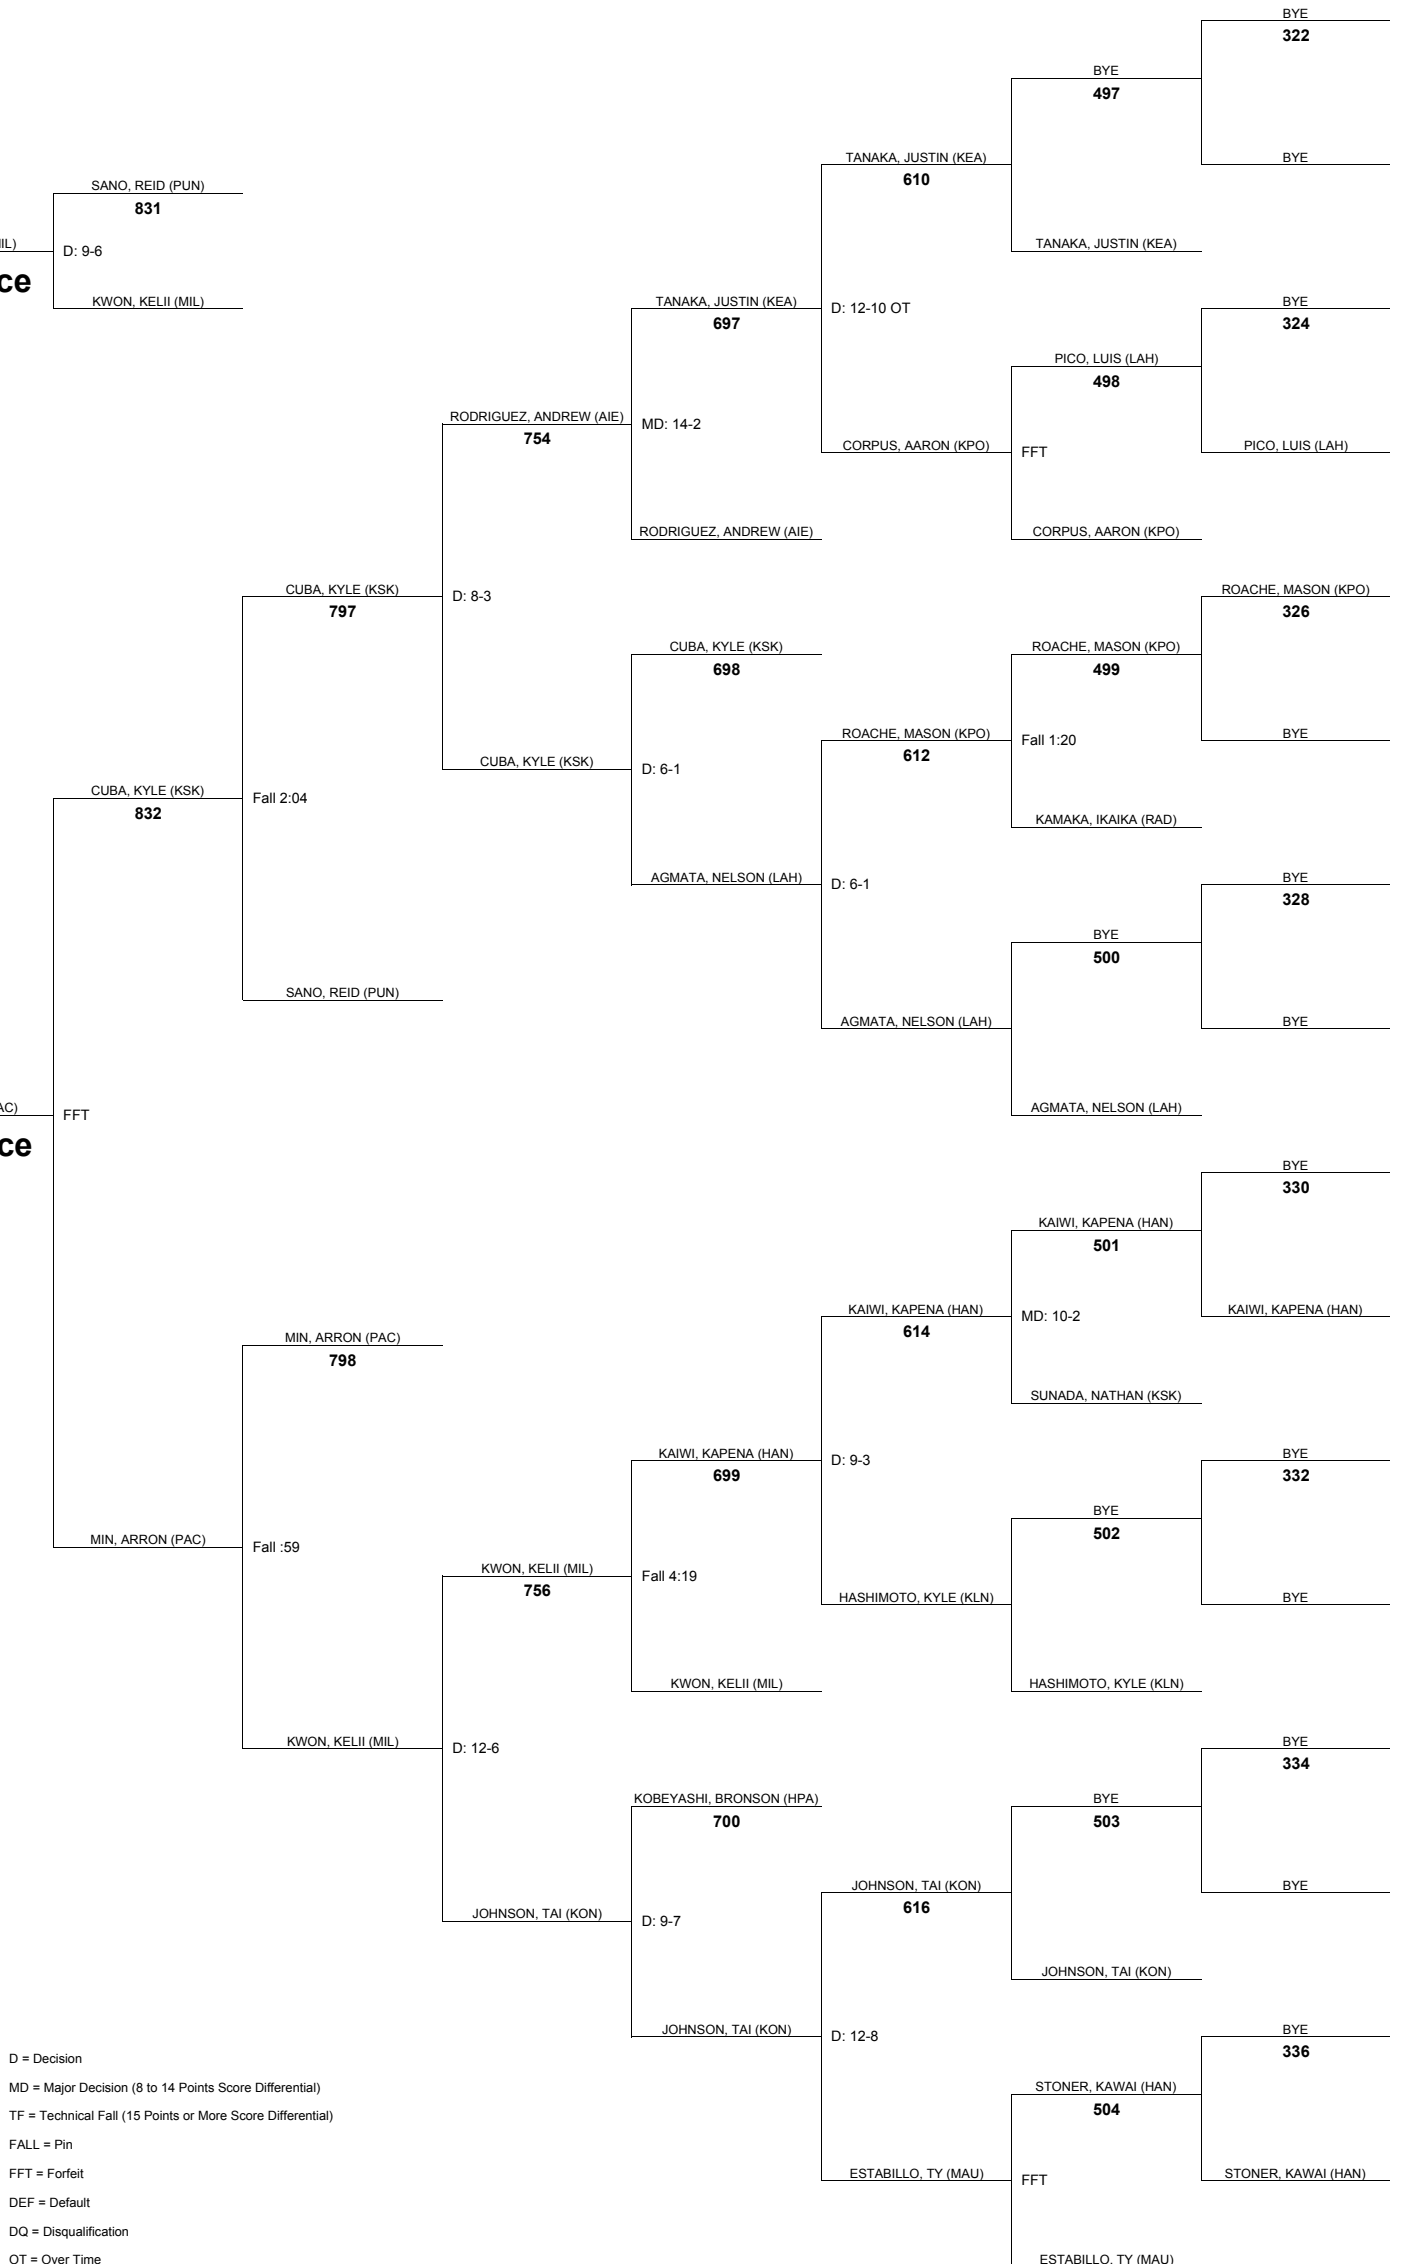 BYE
322
BYE
497
TANAKA, JUSTIN (KEA)
BYE
610
SANO, REID (PUN)
831
TANAKA, JUSTIN (KEA)
D: 9-6
ce
KWON, KELII (MIL)
TANAKA, JUSTIN (KEA)
D: 12-10 OT
BYE
697
324
PICO, LUIS (LAH)
498
RODRIGUEZ, ANDREW (AIE)
MD: 14-2
754
CORPUS, AARON (KPO)
FFT
PICO, LUIS (LAH)
RODRIGUEZ, ANDREW (AIE)
CORPUS, AARON (KPO)
CUBA, KYLE (KSK)
D: 8-3
ROACHE, MASON (KPO)
797
326
CUBA, KYLE (KSK)
ROACHE, MASON (KPO)
698
499
ROACHE, MASON (KPO)
Fall 1:20
BYE
612
CUBA, KYLE (KSK)
D: 6-1
CUBA, KYLE (KSK)
Fall 2:04
832
KAMAKA, IKAIKA (RAD)
AGMATA, NELSON (LAH)
D: 6-1
BYE
328
BYE
500
SANO, REID (PUN)
AGMATA, NELSON (LAH)
BYE
FFT
AGMATA, NELSON (LAH)
ce
BYE
330
KAIWI, KAPENA (HAN)
501
KAIWI, KAPENA (HAN)
MD: 10-2
KAIWI, KAPENA (HAN)
614
MIN, ARRON (PAC)
798
SUNADA, NATHAN (KSK)
KAIWI, KAPENA (HAN)
D: 9-3
BYE
699
332
BYE
502
MIN, ARRON (PAC)
Fall :59
KWON, KELII (MIL)
Fall 4:19
756
HASHIMOTO, KYLE (KLN)
BYE
KWON, KELII (MIL)
HASHIMOTO, KYLE (KLN)
KWON, KELII (MIL)
D: 12-6
BYE
334
KOBEYASHI, BRONSON (HPA)
BYE
700
503
JOHNSON, TAI (KON)
BYE
616
JOHNSON, TAI (KON)
D: 9-7
JOHNSON, TAI (KON)
JOHNSON, TAI (KON)
D: 12-8
BYE
336
D = Decision
MD = Major Decision (8 to 14 Points Score Differential)
STONER, KAWAI (HAN)
504
TF = Technical Fall (15 Points or More Score Differential)
FALL = Pin
FFT = Forfeit
ESTABILLO, TY (MAU)
FFT
STONER, KAWAI (HAN)
DEF = Default
DQ = Disqualification
OT = Over Time
ESTABILLO, TY (MAU)